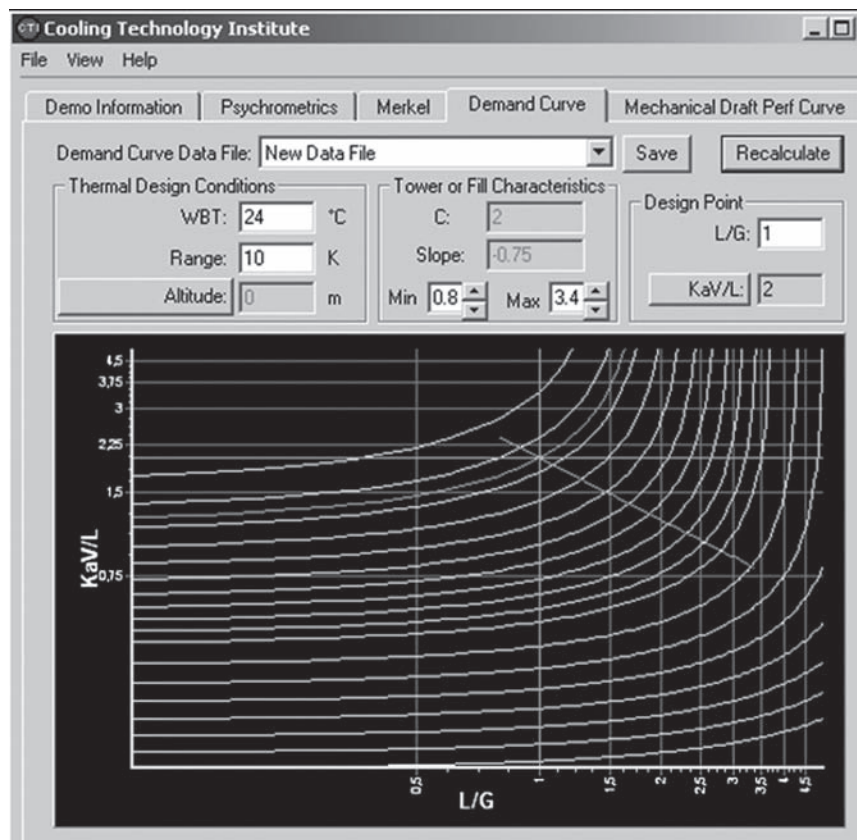 CTI Cooling Technology Institute
File View Help
Demo Information Psychrometrics Merkel Demand Curve Mechanical Draft Perf Curve
Demand Curve Data File: New Data File Save Recalculate
Thermal Design Conditions
WBT: 24 °C
Range: 10 K
Altitude: 0 m
Tower or Fill Characteristics
C: 2
Slope: -0.75
Min 0.8 Max 3.4
Design Point
L/G: 1
KaV/L: 2
4,5
3,75
3
2,25
1,5
0,75
KaV/L
0,5 1 1,5 2 2,5 3 3,5 4 4,5
L/G